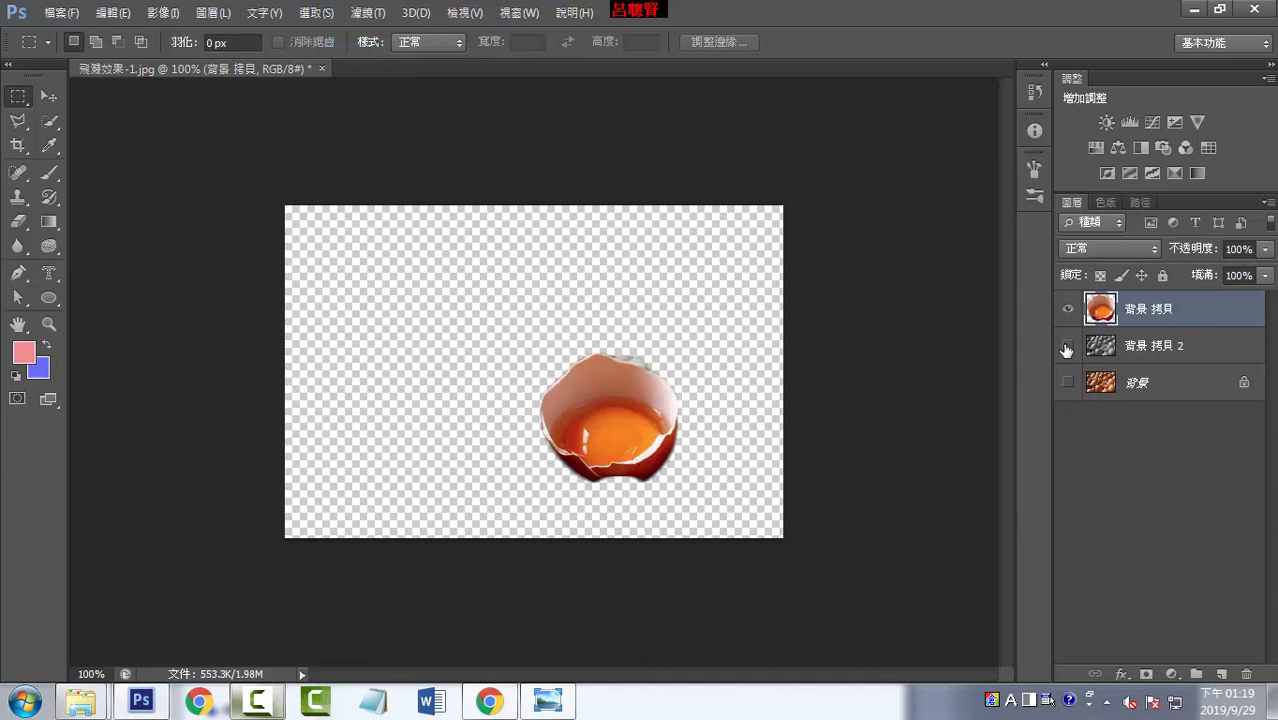 Ps 檔案(F) 編輯(E) 影像(I) 圖層(L) 文字(Y) 選取(S) 濾鏡(T) 3D(D) 檢視(V) 視窗(W) 說明(H) 呂聰賢
羽化: 0 px 消除鋸齒 樣式: 正常 寬度: 高度: 調整邊緣... 基本功能
飛濺效果-1.jpg @ 100% (背景 拷貝, RGB/8#) * ×
調整
增加調整
圖層 色版 路徑
種類
正常 不透明度: 100%
鎖定: 填滿: 100%
背景 拷貝
背景 拷貝 2
背景
100% 文件: 553.3K/1.98M
下午 01:19
2019/9/29